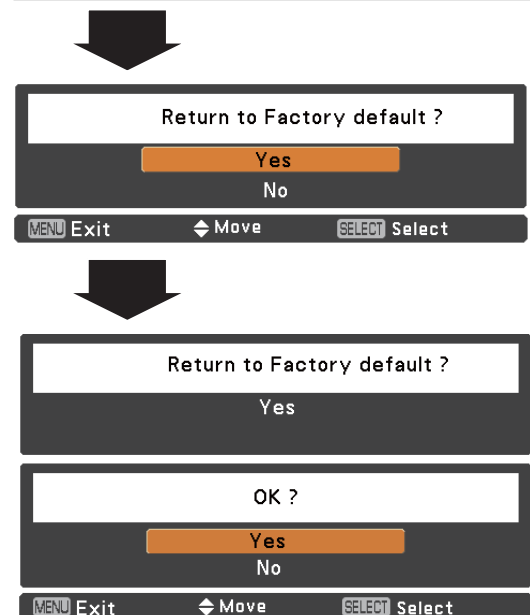 Return to Factory default ?
Yes
No
MENU Exit Move SELECT Select
Return to Factory default ?
Yes
OK ?
Yes
No
MENU Exit Move SELECT Select